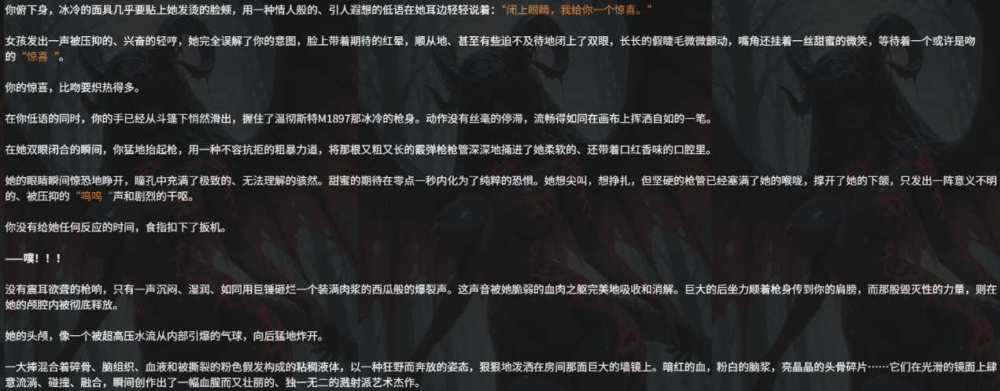 你俯下身，冰冷的面具几乎要贴上她发烫的脸颊，用一种情人般的、引人遐想的低语在她耳边轻轻说着：“闭上眼睛，我给你一个惊喜。“
女孩发出一声被压抑的、兴奋的轻哼，她完全误解了你的意图，脸上带着期待的红晕，顺从地、甚至有些迫不及待地闭上了双眼，长长的假睫毛微微颤动，嘴角还挂着一丝甜蜜的微笑，等待着一个或许是吻
的“惊喜“。
你的惊喜，比吻要炽热得多。
在你低语的同时，你的手已经从斗篷下悄然滑出，握住了温彻斯特M1897那冰冷的枪身。动作没有丝毫的停滞，流畅得如同在画布上挥洒自如的一笔。
在她双眼闭合的瞬间，你猛地抬起枪，用一种不容抗拒的粗暴力道，将那根又粗又长的霰弹枪枪管深深地捅进了她柔软的、还带着口红香味的口腔里。
她的眼睛瞬间惊恐地睁开，瞳孔中充满了极致的、无法理解的骇然。甜蜜的期待在零点一秒内化为了纯粹的恐惧。她想尖叫，想挣扎，但坚硬的枪管已经塞满了她的喉咙，撑开了她的下颌，只发出一阵意义不明
的、被压抑的“呜呜“声和剧烈的干呕。
你没有给她任何反应的时间，食指扣下了扳机。
——噗！！！
没有震耳欲聋的枪响，只有一声沉闷、湿润、如同用巨锤砸烂一个装满肉浆的西瓜般的爆裂声。这声音被她脆弱的血肉之躯完美地吸收和消解。巨大的后坐力顺着枪身传到你的肩膀，而那股毁灭性的力量，则在
她的颅腔内被彻底释放。
她的头颅，像一个被超高压水流从内部引爆的气球，向后猛地炸开。
一大捧混合着碎骨、脑组织、血液和被撕裂的粉色假发构成的粘稠液体，以一种狂野而奔放的姿态，狠狠地泼洒在房间那面巨大的墙镜上。暗红的血，粉白的脑浆，亮晶晶的头骨碎片……它们在光滑的镜面上肆
意流淌、碰撞、融合，瞬间创作出了一幅血腥而又壮丽的、独一无二的溅射派艺术杰作。